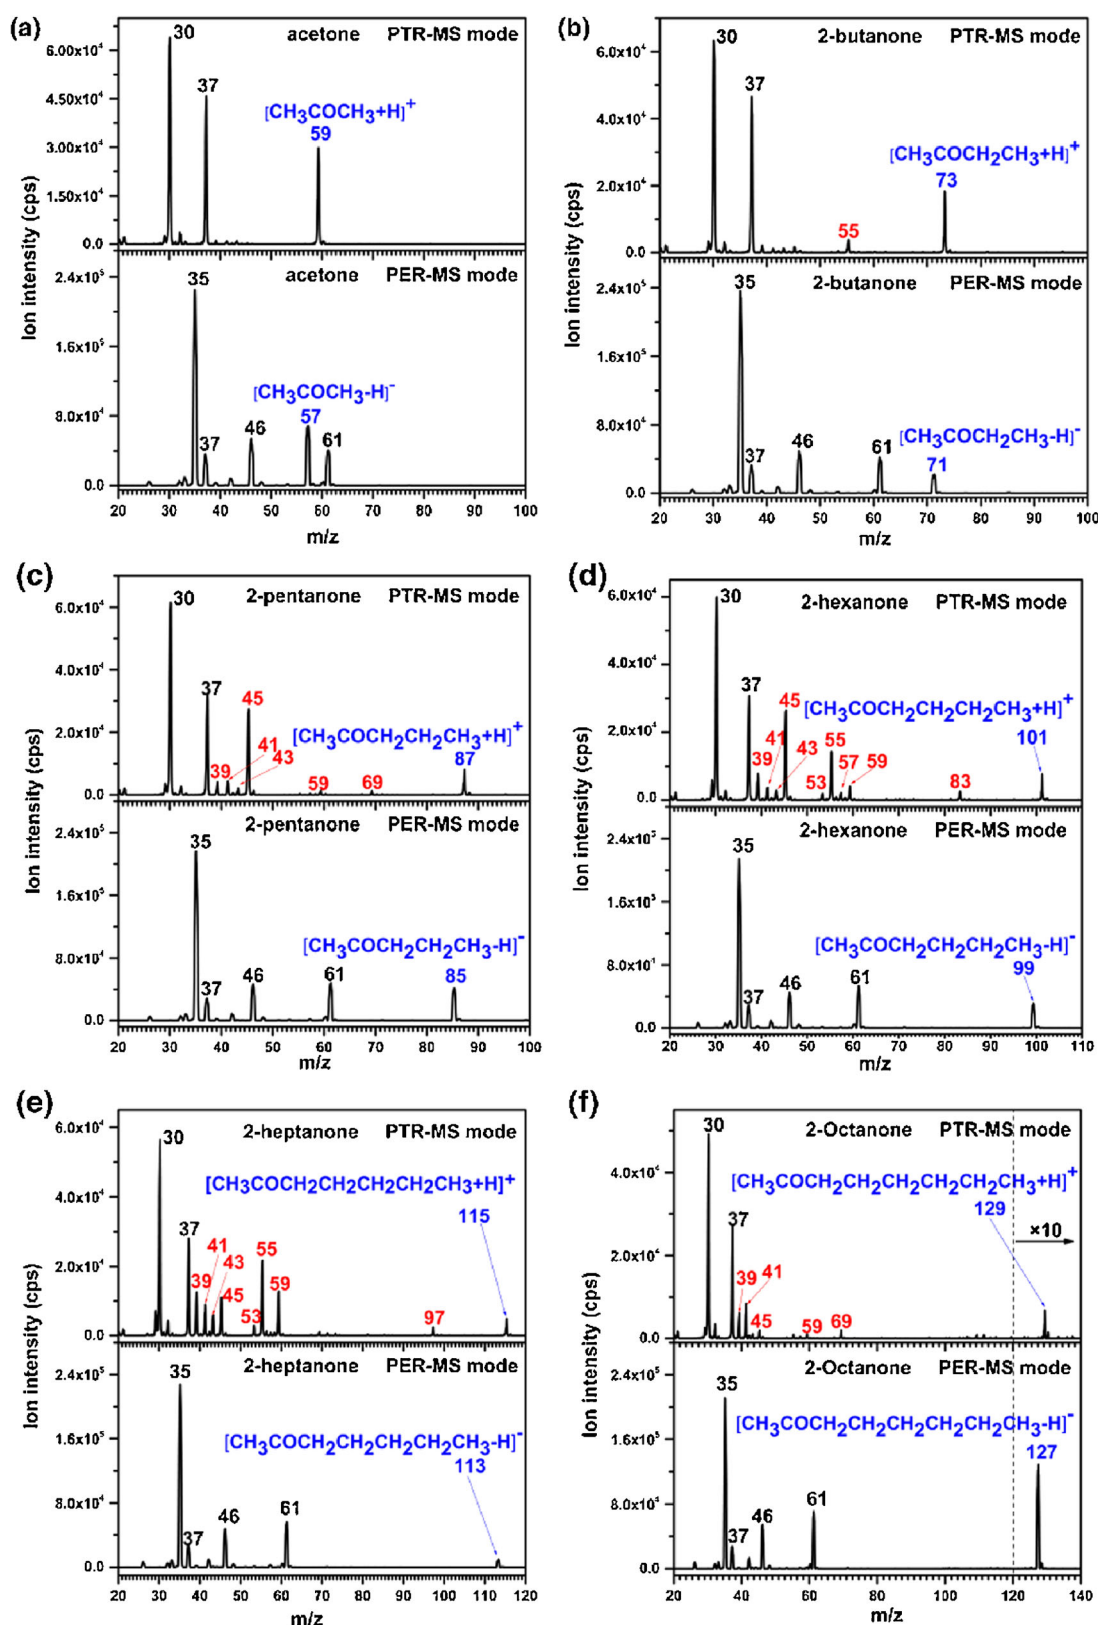 (a)
acetone PTR-MS mode
6.00x10⁴
4.50x10⁴
3.00x10⁴
1.50x10⁴
0.0
30
37
[CH3COCH3+H]⁺
59
acetone PER-MS mode
2.4x10⁵
1.6x10⁵
8.0x10⁴
0.0
35
37
46
[CH3COCH3-H]⁻
57
61
Ion intensity (cps)
20 30 40 50 60 70 80 90 100
m/z
(b)
2-butanone PTR-MS mode
6.0x10⁴
4.0x10⁴
2.0x10⁴
0.0
30
37
55
[CH3COCH2CH3+H]⁺
73
2-butanone PER-MS mode
2.4x10⁵
1.6x10⁵
8.0x10⁴
0.0
35
37
46
61
[CH3COCH2CH3-H]⁻
71
Ion intensity (cps)
20 30 40 50 60 70 80 90 100
m/z
(c)
2-pentanone PTR-MS mode
6.0x10⁴
4.0x10⁴
2.0x10⁴
0.0
30
37
45
41
43
39
59
69
[CH3COCH2CH2CH3+H]⁺
87
2-pentanone PER-MS mode
2.4x10⁵
1.6x10⁵
8.0x10⁴
0.0
35
37
46
61
[CH3COCH2CH2CH3-H]⁻
85
Ion intensity (cps)
20 30 40 50 60 70 80 90 100
m/z
(d)
2-hexanone PTR-MS mode
6.0x10⁴
4.0x10⁴
2.0x10⁴
0.0
30
37
45
41
43
39
55
57
59
53
83
[CH3COCH2CH2CH2CH3+H]⁺
101
2-hexanone PER-MS mode
2.4x10⁵
1.6x10⁵
8.0x10⁴
0.0
35
37
46
61
[CH3COCH2CH2CH2CH3-H]⁻
99
Ion intensity (cps)
20 30 40 50 60 70 80 90 100 110
m/z
(e)
2-heptanone PTR-MS mode
6.0x10⁴
4.0x10⁴
2.0x10⁴
0.0
30
37
41
43
39
45
55
59
53
97
[CH3COCH2CH2CH2CH2CH3+H]⁺
115
2-heptanone PER-MS mode
2.4x10⁵
1.6x10⁵
8.0x10⁴
0.0
35
37
46
61
[CH3COCH2CH2CH2CH2CH3-H]⁻
113
Ion intensity (cps)
20 30 40 50 60 70 80 90 100 110 120
m/z
(f)
2-Octanone PTR-MS mode
4.0x10⁴
2.0x10⁴
0.0
30
37
39
41
45
59
69
[CH3COCH2CH2CH2CH2CH2CH3+H]⁺
129
×10
2-Octanone PER-MS mode
2.4x10⁵
1.6x10⁵
8.0x10⁴
0.0
35
37
46
61
[CH3COCH2CH2CH2CH2CH2CH3-H]⁻
127
Ion intensity (cps)
20 40 60 80 100 120 140
m/z